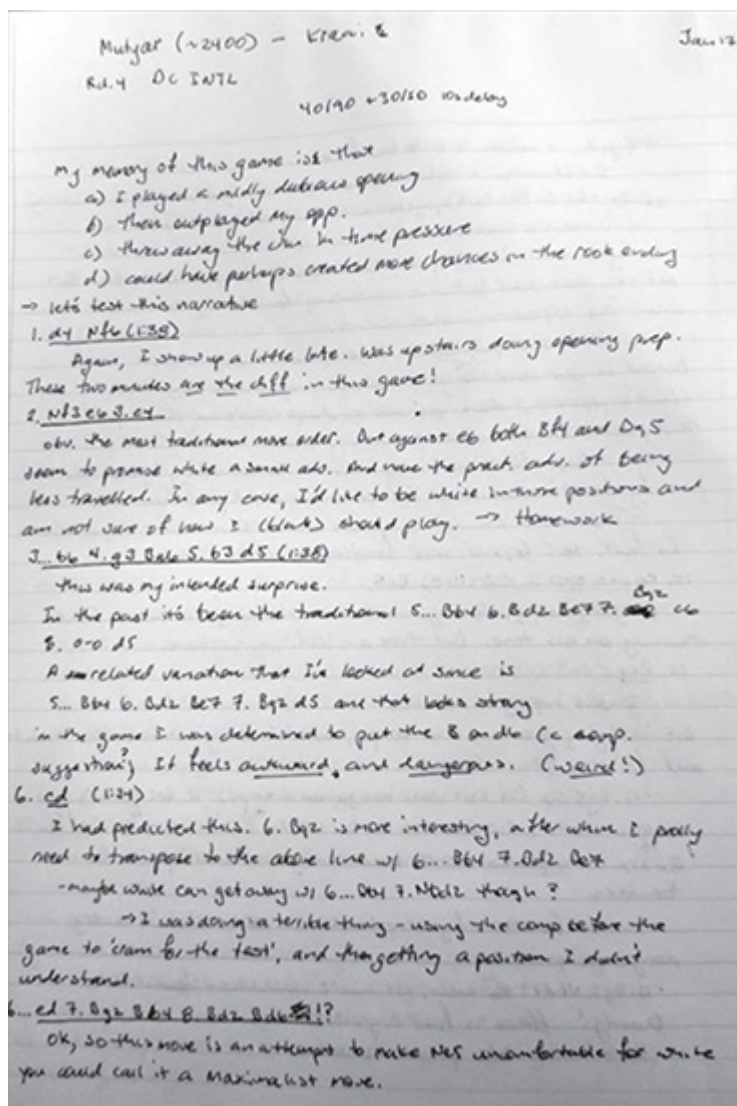 Mutyar (~2400) - Krani
Jan 12
Rd. 4 DC INTL
40/90 + 30/30 10s delay
my memory of this game is that
a) I played a mildly dubious opening
b) then outplayed my opp.
c) threw away the win in time pressure
d) could have perhaps created more chances in the rook ending
→ let's test this narrative
1. d4 Nf6 (1:38)
Again, I show up a little late. Was upstairs doing opening prep.
These two minutes are the diff in this game!
2. Nf3 e6 3. c4
obv. the most traditional move order. But against e6 both Bf4 and Bg5
seem to promise white a small adv. And have the pract. adv. of being
less travelled. In any case, I'd like to be white in those positions and
am not sure of how I (black) should play. → Homework
3... b6 4. g3 Ba6 5. b3 d5 (1:38)
this was my intended surprise.
In the past it's been the traditional 5... Bb4 6. Bd2 Be7 7. Bg2 c6
8. 0-0 d5
A related variation that I've looked at since is
5... Bb4 6. Bd2 Be7 7. Bg2 d5 and that looks strong
in the game I was determined to put the B on d6 (a comp.
suggestion). It feels awkward, and dangerous. (weird!)
6. cd (1:34)
I had predicted this. 6. Bg2 is more interesting, after which I prolly
need to transpose to the above line w/ 6... Bb4 7. Bd2 Be7
- maybe white can get away w/ 6... Bb4 7. Nbd2 though?
→ I was doing a terrible thing - using the comp before the
game to 'cram for the test', and then getting a position I didn't
understand.
6... ed 7. Bg2 Bb4 8. Bd2 Bd6!?
ok, so this move is an attempt to make Ne5 uncomfortable for white
you could call it a maximalist move.